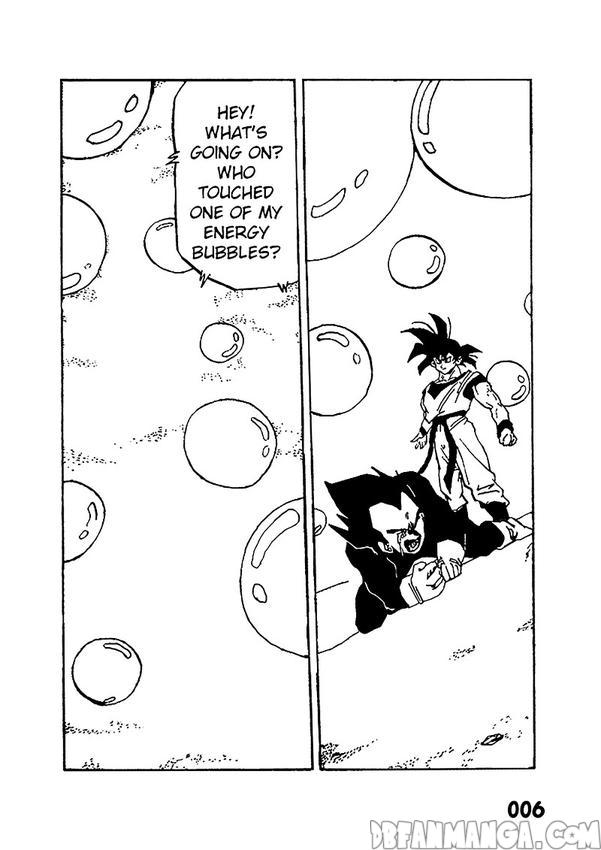 HEY!
WHAT'S
GOING ON?
WHO
TOUCHED
ONE OF MY
ENERGY
BUBBLES?
006
DBFANMANGA.COM